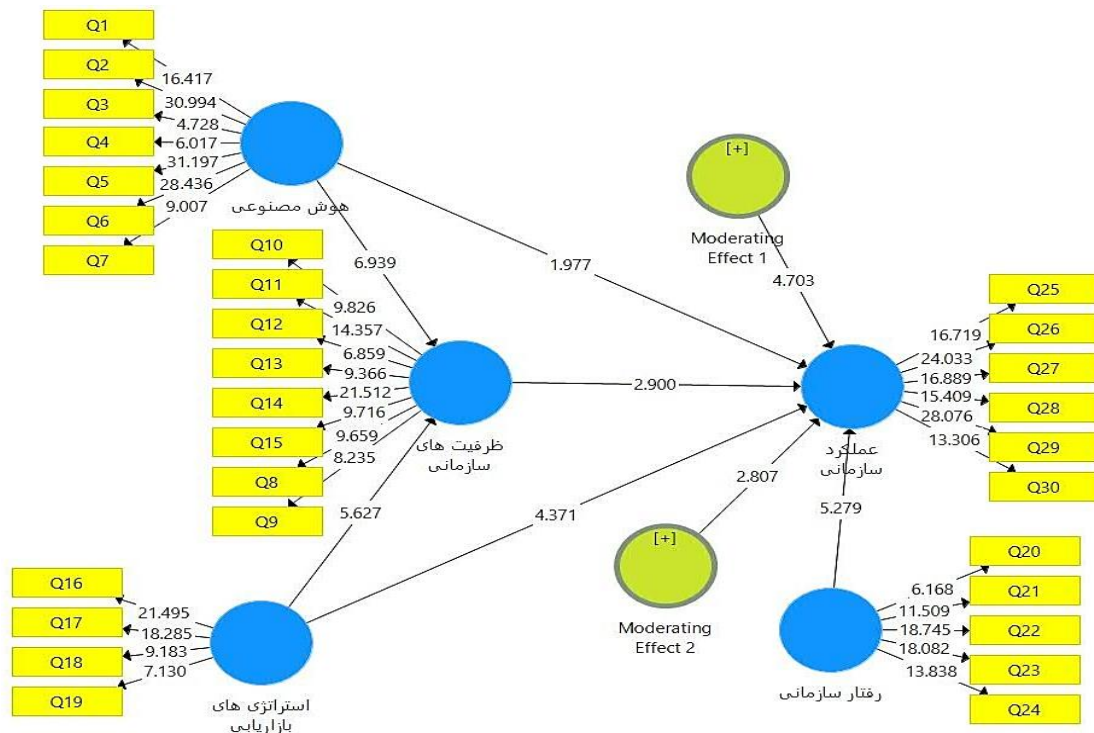 Q1
Q2
Q3
Q4
Q5
Q6
Q7
16.417
30.994
4.728
6.017
31.197
28.436
9.007
هوش مصنوعی
Q10
Q11
Q12
Q13
Q14
Q15
Q8
Q9
9.826
14.357
6.859
9.366
21.512
9.716
9.659
8.235
ظرفیت های
سازمانی
6.939
1.977
[+]
Moderating
Effect 1
4.703
2.900
5.627
4.371
[+]
Moderating
Effect 2
2.807
5.279
عملکرد
سازمانی
16.719
24.033
16.889
15.409
28.076
13.306
Q25
Q26
Q27
Q28
Q29
Q30
Q16
Q17
Q18
Q19
21.495
18.285
9.183
7.130
استراتژی های
بازاریابی
رفتار سازمانی
6.168
11.509
18.745
18.082
13.838
Q20
Q21
Q22
Q23
Q24